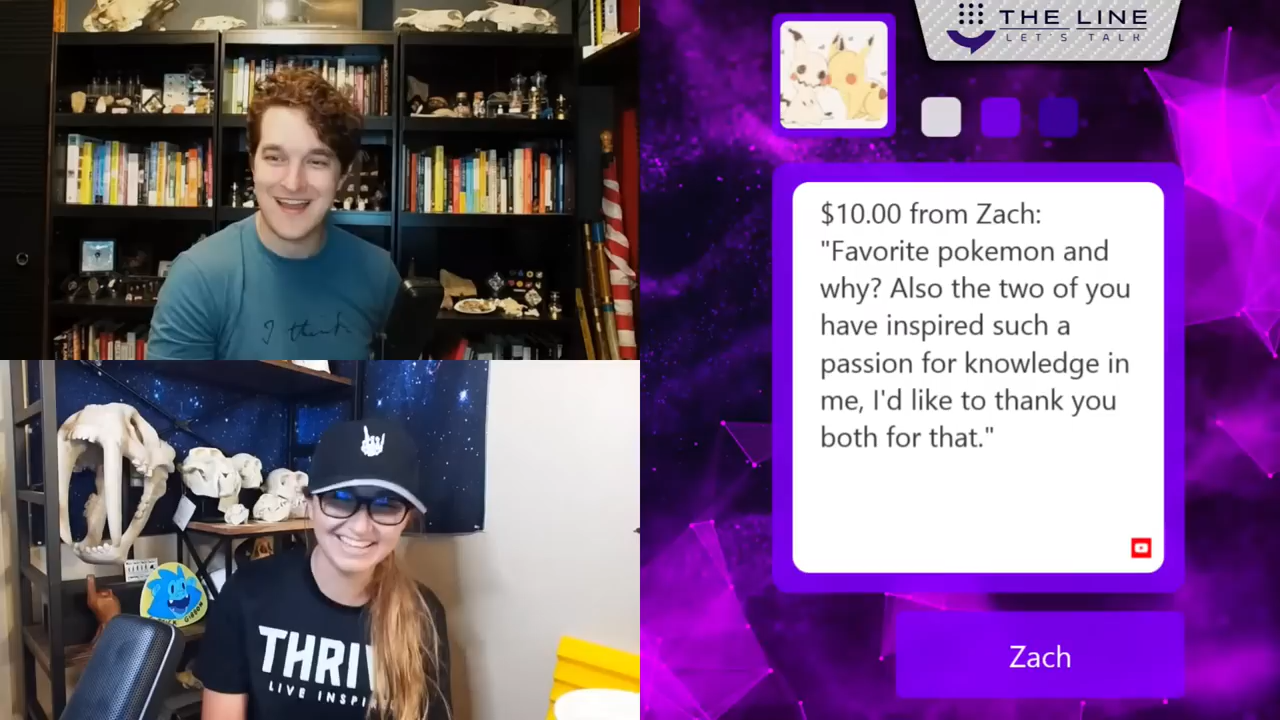 THE LINE
LET'S TALK
$10.00 from Zach:
"Favorite pokemon and
why? Also the two of you
have inspired such a
passion for knowledge in
me, I'd like to thank you
both for that."
Zach
I think
THRIV
LIVE INSPI